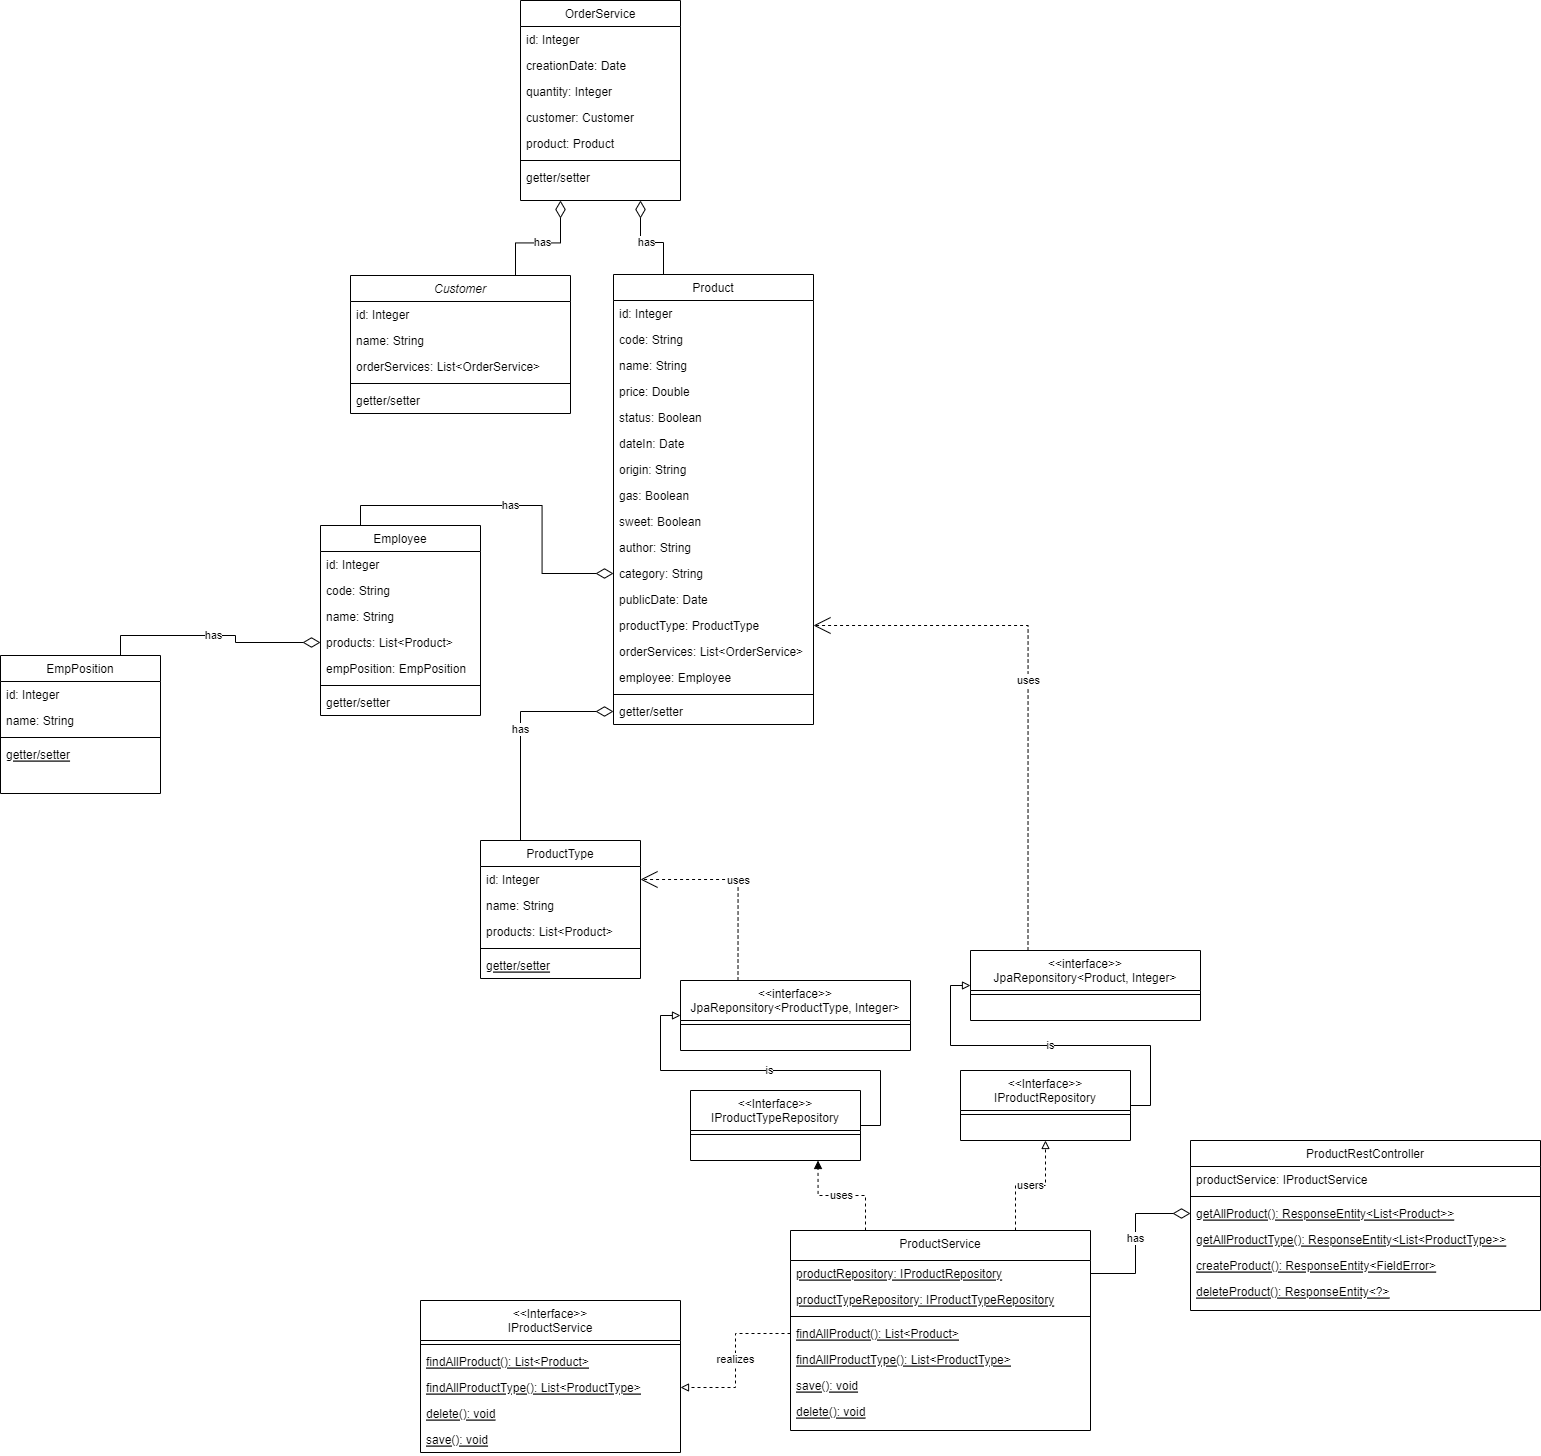 OrderService
id: Integer
creationDate: Date
quantity: Integer
customer: Customer
product: Product
getter/setter
has
has
Customer
id: Integer
name: String
orderServices: List<OrderService>
getter/setter
Product
id: Integer
code: String
name: String
price: Double
status: Boolean
dateIn: Date
origin: String
gas: Boolean
sweet: Boolean
author: String
category: String
publicDate: Date
productType: ProductType
orderServices: List<OrderService>
employee: Employee
getter/setter
has
Employee
id: Integer
code: String
name: String
products: List<Product>
empPosition: EmpPosition
getter/setter
has
EmpPosition
id: Integer
name: String
getter/setter
has
uses
ProductType
id: Integer
name: String
products: List<Product>
getter/setter
uses
<<interface>>
JpaReponsitory<ProductType, Integer>
<<interface>>
JpaReponsitory<Product, Integer>
is
is
<<Interface>>
IProductTypeRepository
<<Interface>>
IProductRepository
uses
users
ProductRestController
productService: IProductService
getAllProduct(): ResponseEntity<List<Product>>
getAllProductType(): ResponseEntity<List<ProductType>>
createProduct(): ResponseEntity<FieldError>
deleteProduct(): ResponseEntity<?>
has
ProductService
productRepository: IProductRepository
productTypeRepository: IProductTypeRepository
findAllProduct(): List<Product>
findAllProductType(): List<ProductType>
save(): void
delete(): void
realizes
<<Interface>>
IProductService
findAllProduct(): List<Product>
findAllProductType(): List<ProductType>
delete(): void
save(): void